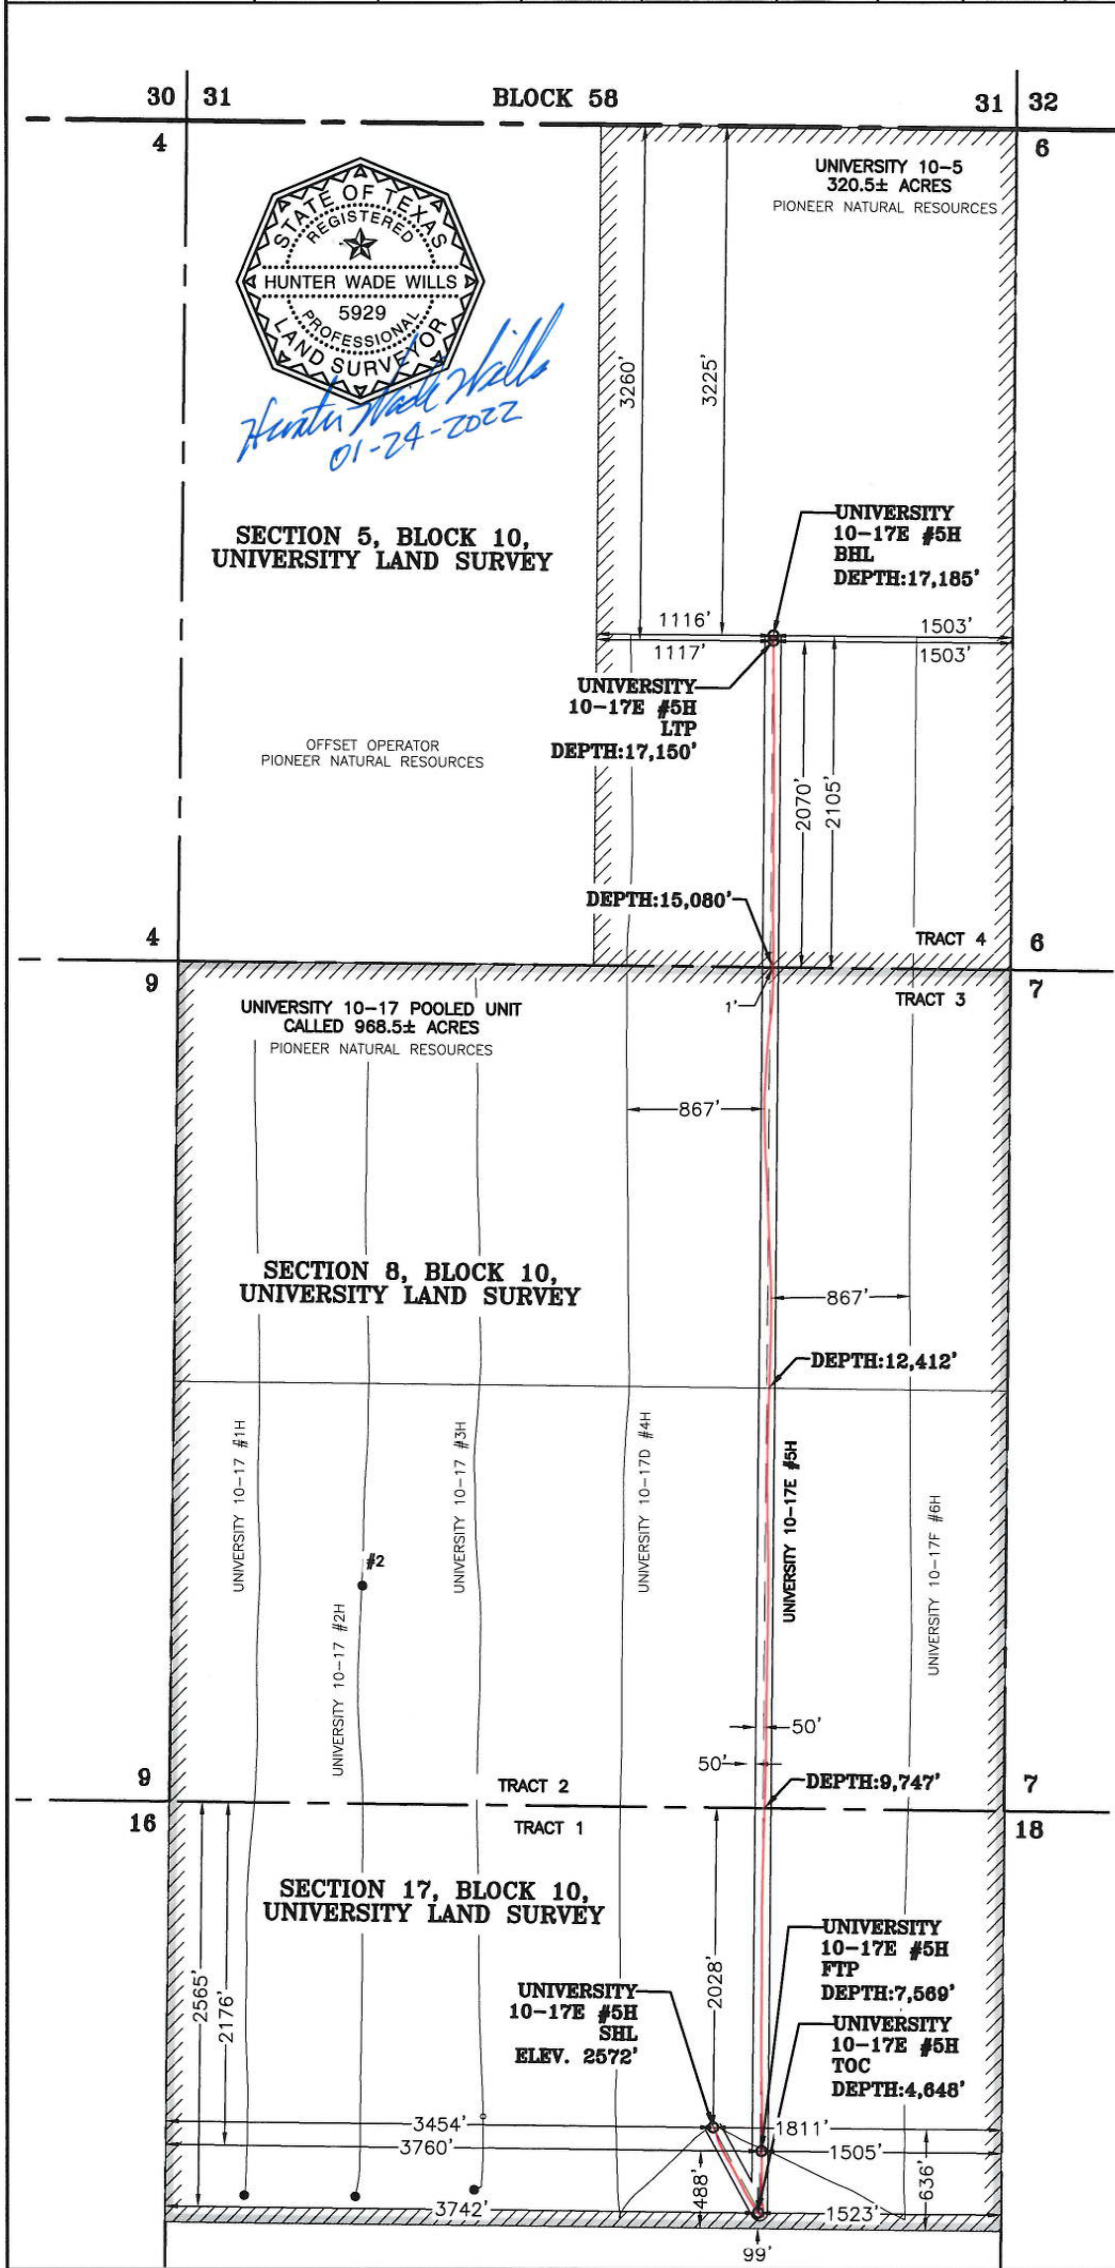 30 31 BLOCK 58 31 32
4 6
UNIVERSITY 10-5
320.5± ACRES
PIONEER NATURAL RESOURCES
STATE OF TEXAS
REGISTERED
HUNTER WADE WILLS
5929
PROFESSIONAL
LAND SURVEYOR
Hunter Wade Wills
01-24-2022
3260'
3225'
SECTION 5, BLOCK 10,
UNIVERSITY LAND SURVEY
UNIVERSITY
10-17E #5H
BHL
DEPTH:17,185'
1116' 1503'
1117' 1503'
UNIVERSITY
10-17E #5H
LTP
DEPTH:17,150'
OFFSET OPERATOR
PIONEER NATURAL RESOURCES
2070'
2105'
DEPTH:15,080'
4 TRACT 4 6
9 TRACT 3 7
1'
UNIVERSITY 10-17 POOLED UNIT
CALLED 968.5± ACRES
PIONEER NATURAL RESOURCES
867'
SECTION 8, BLOCK 10,
UNIVERSITY LAND SURVEY
867'
DEPTH:12,412'
UNIVERSITY 10-17 #1H
UNIVERSITY 10-17 #2H
#2
UNIVERSITY 10-17 #3H
UNIVERSITY 10-17D #4H
UNIVERSITY 10-17E #5H
UNIVERSITY 10-17F #6H
50'
50'
DEPTH:9,747'
9 TRACT 2 7
16 TRACT 1 18
SECTION 17, BLOCK 10,
UNIVERSITY LAND SURVEY
2565'
2176'
2028'
UNIVERSITY
10-17E #5H
SHL
ELEV. 2572'
UNIVERSITY
10-17E #5H
FTP
DEPTH:7,569'
UNIVERSITY
10-17E #5H
TOC
DEPTH:4,648'
3454' 1811'
3760' 1505'
488'
636'
3742' 1523'
99'